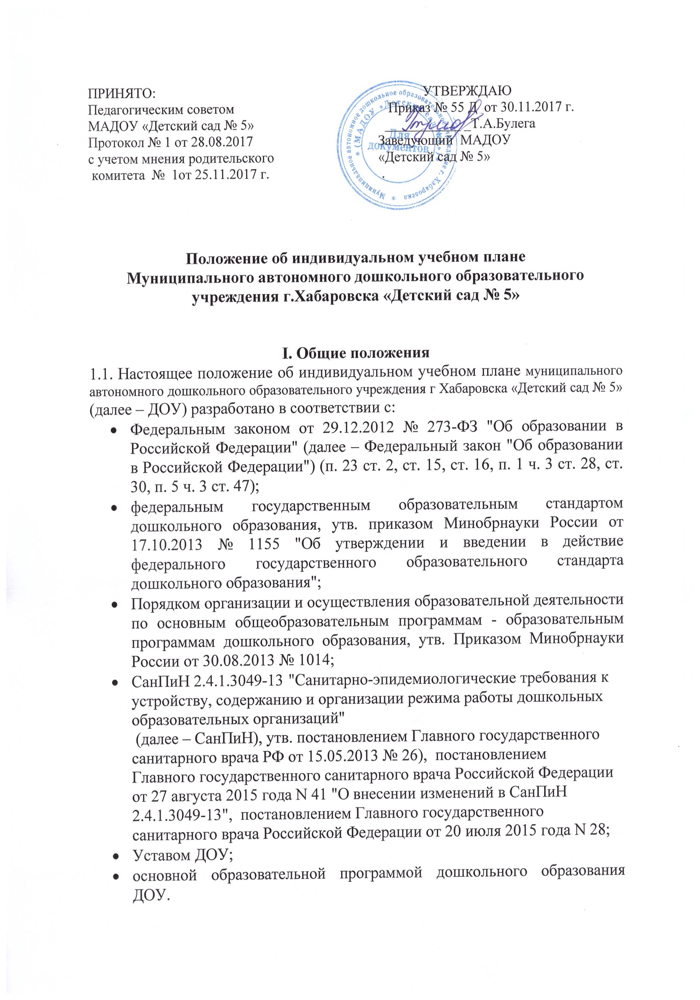 ПРИНЯТО:
Педагогическим советом
МАДОУ «Детский сад № 5»
Протокол № 1 от 28.08.2017
с учетом мнения родительского
комитета № 1от 25.11.2017 г.
УТВЕРЖДАЮ
Приказ № 55 Д от 30.11.2017 г.
____________ _Т.А.Булега
Заведующий МАДОУ
«Детский сад № 5»
.
* Муниципальное автономное дошкольное образовательное учреждение г. Хабаровска
* (МАДОУ «Детский сад № 5») *
Для
документов
Положение об индивидуальном учебном плане
Муниципального автономного дошкольного образовательного
учреждения г.Хабаровска «Детский сад № 5»
I. Общие положения
1.1. Настоящее положение об индивидуальном учебном плане муниципального
автономного дошкольного образовательного учреждения г Хабаровска «Детский сад № 5»
(далее – ДОУ) разработано в соответствии с:
• Федеральным законом от 29.12.2012 № 273-ФЗ "Об образовании в
Российской Федерации" (далее – Федеральный закон "Об образовании
в Российской Федерации") (п. 23 ст. 2, ст. 15, ст. 16, п. 1 ч. 3 ст. 28, ст.
30, п. 5 ч. 3 ст. 47);
• федеральным государственным образовательным стандартом
дошкольного образования, утв. приказом Минобрнауки России от
17.10.2013 № 1155 "Об утверждении и введении в действие
федерального государственного образовательного стандарта
дошкольного образования";
• Порядком организации и осуществления образовательной деятельности
по основным общеобразовательным программам - образовательным
программам дошкольного образования, утв. Приказом Минобрнауки
России от 30.08.2013 № 1014;
• СанПиН 2.4.1.3049-13 "Санитарно-эпидемиологические требования к
устройству, содержанию и организации режима работы дошкольных
образовательных организаций"
(далее – СанПиН), утв. постановлением Главного государственного
санитарного врача РФ от 15.05.2013 № 26), постановлением
Главного государственного санитарного врача Российской Федерации
от 27 августа 2015 года N 41 "О внесении изменений в СанПиН
2.4.1.3049-13", постановлением Главного государственного
санитарного врача Российской Федерации от 20 июля 2015 года N 28;
• Уставом ДОУ;
• основной образовательной программой дошкольного образования
ДОУ.